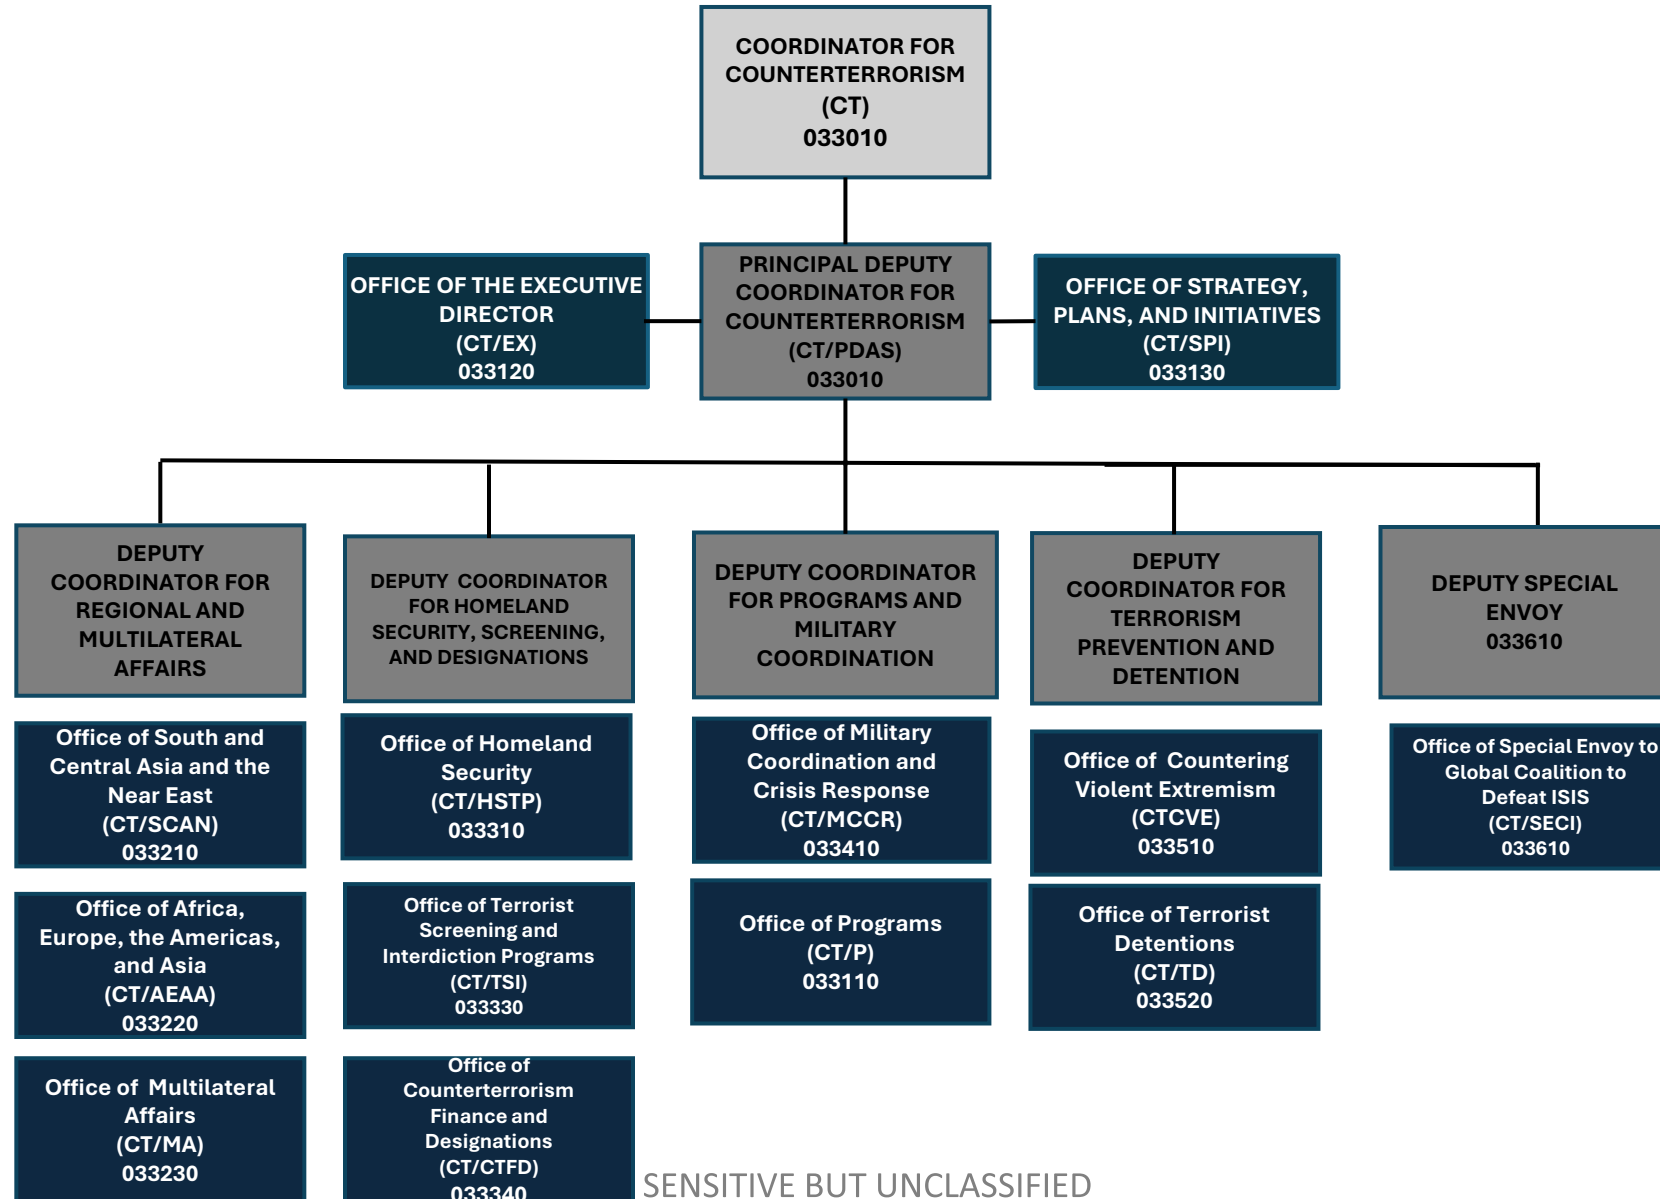 COORDINATOR FOR
COUNTERTERRORISM
(CT)
033010
OFFICE OF THE EXECUTIVE
DIRECTOR
(CT/EX)
033120
PRINCIPAL DEPUTY
COORDINATOR FOR
COUNTERTERRORISM
(CT/PDAS)
033010
OFFICE OF STRATEGY,
PLANS, AND INITIATIVES
(CT/SPI)
033130
DEPUTY
COORDINATOR FOR
REGIONAL AND
MULTILATERAL
AFFAIRS
DEPUTY COORDINATOR
FOR HOMELAND
SECURITY, SCREENING,
AND DESIGNATIONS
DEPUTY COORDINATOR
FOR PROGRAMS AND
MILITARY
COORDINATION
DEPUTY
COORDINATOR FOR
TERRORISM
PREVENTION AND
DETENTION
DEPUTY SPECIAL
ENVOY
033610
Office of South and
Central Asia and the
Near East
(CT/SCAN)
033210
Office of Homeland
Security
(CT/HSTP)
033310
Office of Military
Coordination and
Crisis Response
(CT/MCCR)
033410
Office of Countering
Violent Extremism
(CTCVE)
033510
Office of Special Envoy to
Global Coalition to
Defeat ISIS
(CT/SECI)
033610
Office of Africa,
Europe, the Americas,
and Asia
(CT/AEAA)
033220
Office of Terrorist
Screening and
Interdiction Programs
(CT/TSI)
033330
Office of Programs
(CT/P)
033110
Office of Terrorist
Detentions
(CT/TD)
033520
Office of Multilateral
Affairs
(CT/MA)
033230
Office of
Counterterrorism
Finance and
Designations
(CT/CTFD)
033340
SENSITIVE BUT UNCLASSIFIED